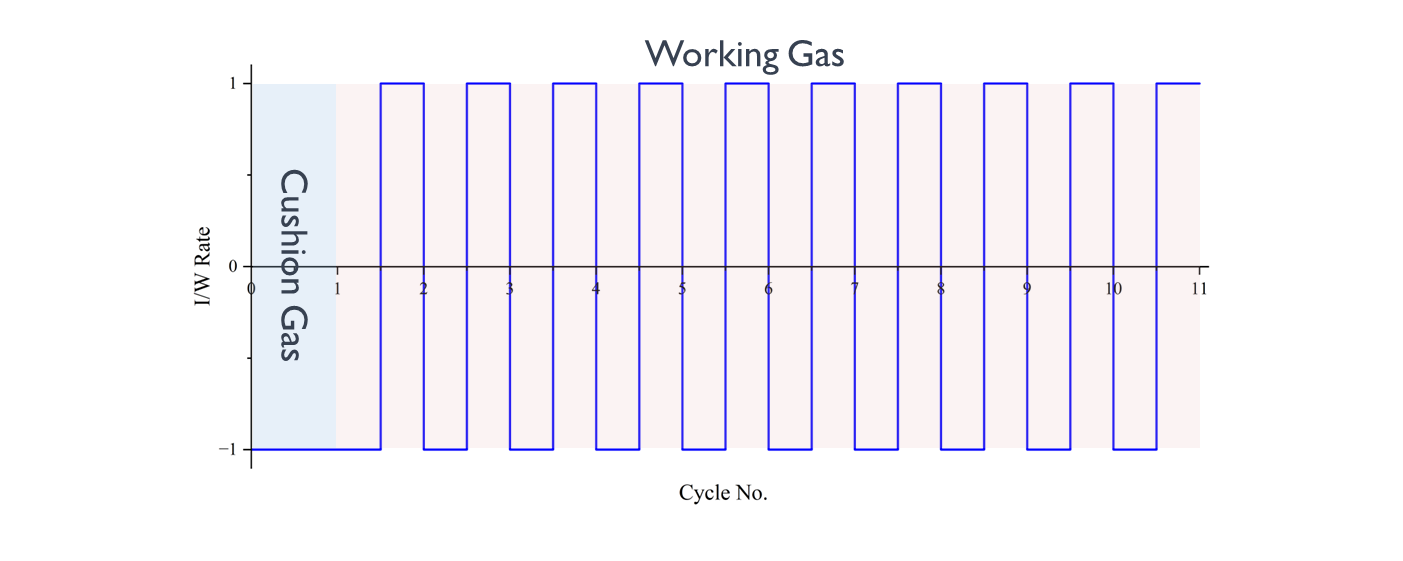 Working Gas
Cushion Gas
I/W Rate
1
0
−1
0 1 2 3 4 5 6 7 8 9 10 11
Cycle No.